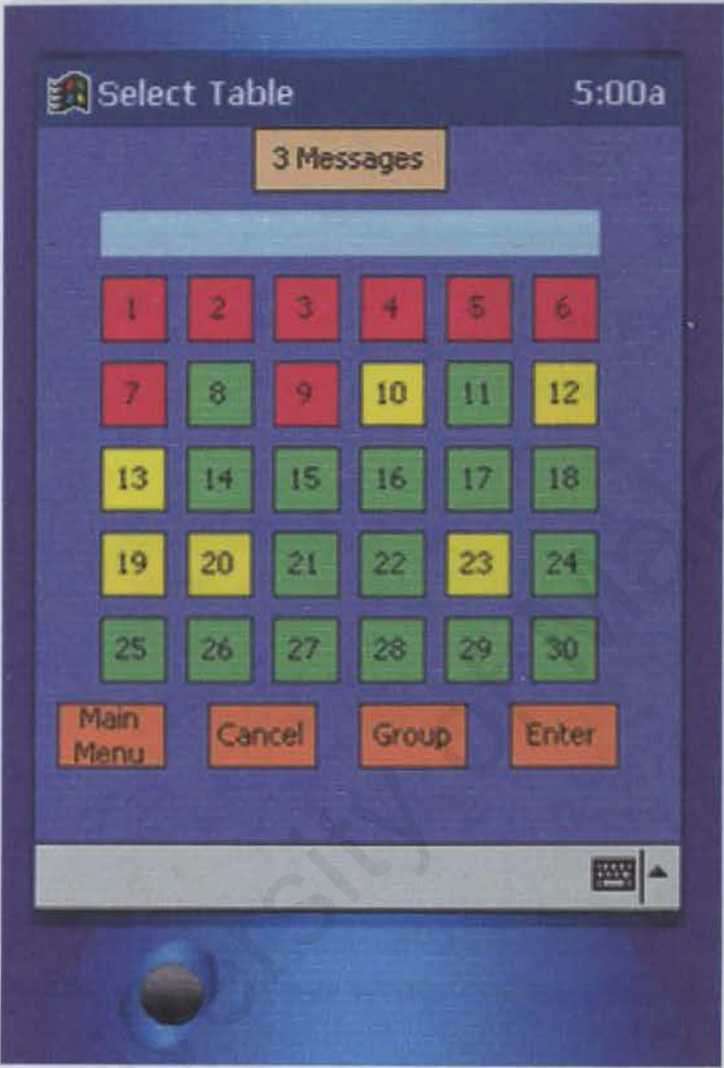 Select Table 5:00a
3 Messages
1 2 3 4 5 6
7 8 9 10 11 12
13 14 15 16 17 18
19 20 21 22 23 24
25 26 27 28 29 30
Main
Menu Cancel Group Enter